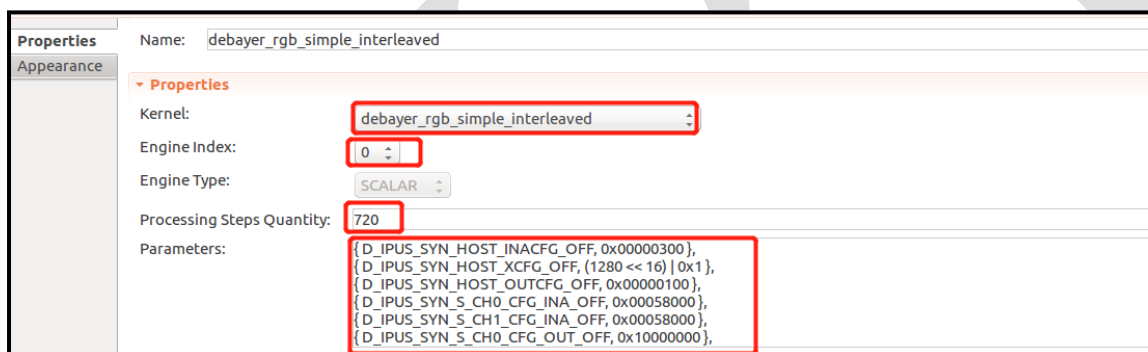 Properties
Appearance
Name: debayer_rgb_simple_interleaved
Properties
Kernel: debayer_rgb_simple_interleaved
Engine Index: 0
Engine Type: SCALAR
Processing Steps Quantity: 720
Parameters: { D_IPUS_SYN_HOST_INACFG_OFF, 0x00000300 },
{ D_IPUS_SYN_HOST_XCFG_OFF, (1280 << 16) | 0x1 },
{ D_IPUS_SYN_HOST_OUTCFG_OFF, 0x00000100 },
{ D_IPUS_SYN_S_CH0_CFG_INA_OFF, 0x00058000 },
{ D_IPUS_SYN_S_CH1_CFG_INA_OFF, 0x00058000 },
{ D_IPUS_SYN_S_CH0_CFG_OUT_OFF, 0x10000000 },